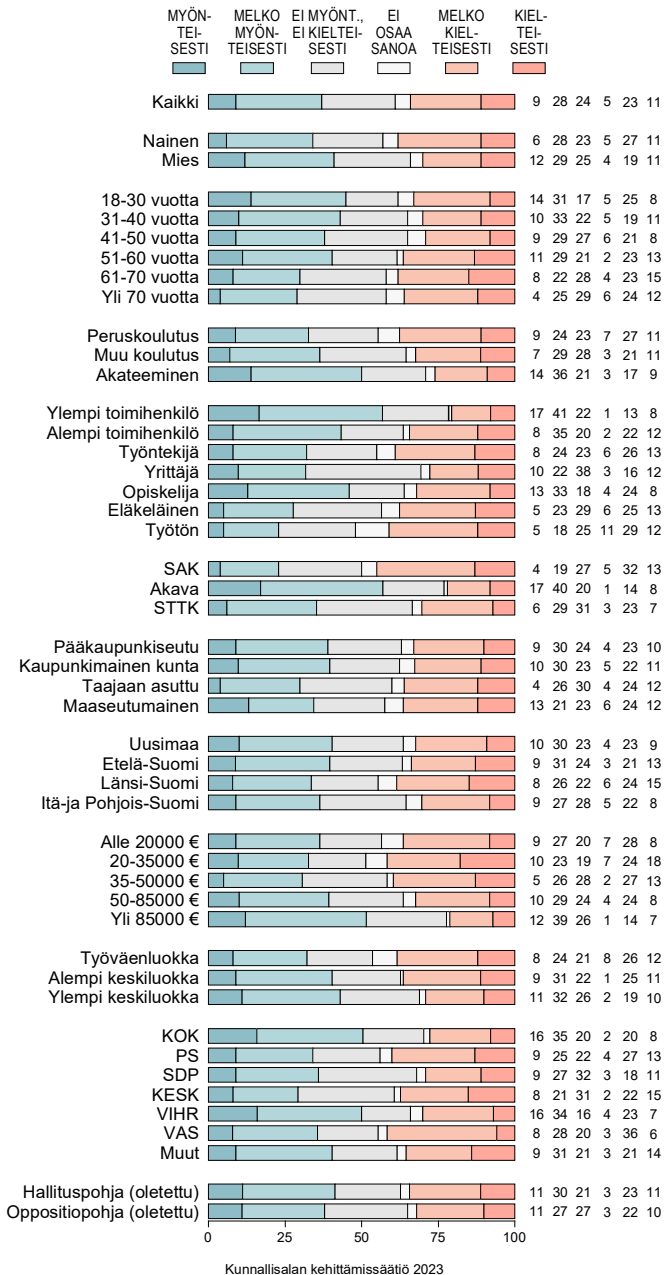 MYÖN- MELKO EI MYÖNT., EI MELKO KIEL-
TEI- MYÖN- EI KIELTEI- OSAA KIEL- TEI-
SESTI TEISESTI SESTI SANOA TEISESTI SESTI
Kaikki 9 28 24 5 23 11
Nainen 6 28 23 5 27 11
Mies 12 29 25 4 19 11
18-30 vuotta 14 31 17 5 25 8
31-40 vuotta 10 33 22 5 19 11
41-50 vuotta 9 29 27 6 21 8
51-60 vuotta 11 29 21 2 23 13
61-70 vuotta 8 22 28 4 23 15
Yli 70 vuotta 4 25 29 6 24 12
Peruskoulutus 9 24 23 7 27 11
Muu koulutus 7 29 28 3 21 11
Akateeminen 14 36 21 3 17 9
Ylempi toimihenkilö 17 41 22 1 13 8
Alempi toimihenkilö 8 35 20 2 22 12
Työntekijä 8 24 23 6 26 13
Yrittäjä 10 22 38 3 16 12
Opiskelija 13 33 18 4 24 8
Eläkeläinen 5 23 29 6 25 13
Työtön 5 18 25 11 29 12
SAK 4 19 27 5 32 13
Akava 17 40 20 1 14 8
STTK 6 29 31 3 23 7
Pääkaupunkiseutu 9 30 24 4 23 10
Kaupunkimainen kunta 10 30 23 5 22 11
Taajaan asuttu 4 26 30 4 24 12
Maaseutumainen 13 21 23 6 24 12
Uusimaa 10 30 23 4 23 9
Etelä-Suomi 9 31 24 3 21 13
Länsi-Suomi 8 26 22 6 24 15
Itä-ja Pohjois-Suomi 9 27 28 5 22 8
Alle 20000 € 9 27 20 7 28 8
20-35000 € 10 23 19 7 24 18
35-50000 € 5 26 28 2 27 13
50-85000 € 10 29 24 4 24 8
Yli 85000 € 12 39 26 1 14 7
Työväenluokka 8 24 21 8 26 12
Alempi keskiluokka 9 31 22 1 25 11
Ylempi keskiluokka 11 32 26 2 19 10
KOK 16 35 20 2 20 8
PS 9 25 22 4 27 13
SDP 9 27 32 3 18 11
KESK 8 21 31 2 22 15
VIHR 16 34 16 4 23 7
VAS 8 28 20 3 36 6
Muut 9 31 21 3 21 14
Hallituspohja (oletettu) 11 30 21 3 23 11
Oppositiopohja (oletettu) 11 27 27 3 22 10
0 25 50 75 100
Kunnallisalan kehittämissäätiö 2023